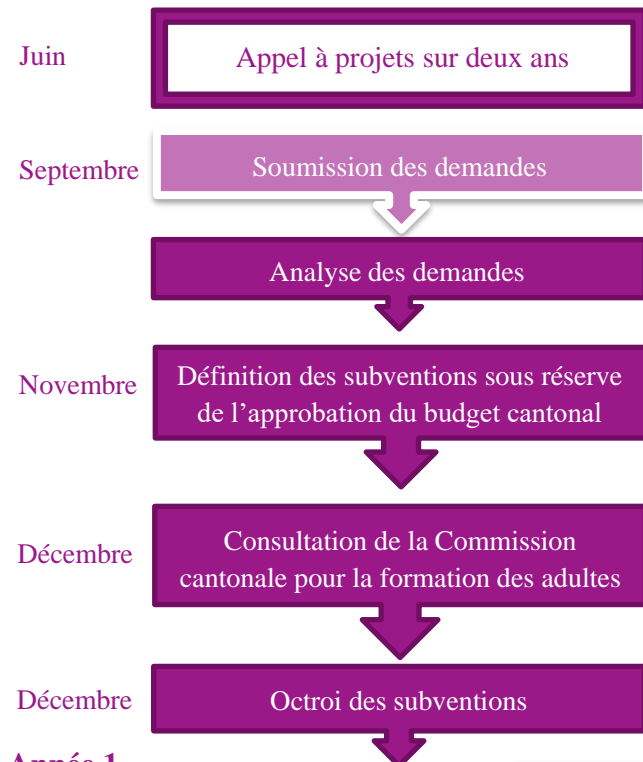 Juin
Appel à projets sur deux ans
Septembre
Soumission des demandes
Analyse des demandes
Novembre
Définition des subventions sous réserve
de l’approbation du budget cantonal
Décembre
Consultation de la Commission
cantonale pour la formation des adultes
Décembre
Octroi des subventions
Année 1